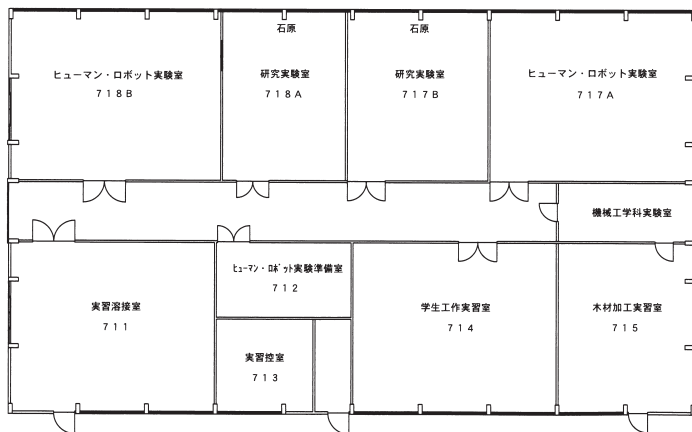 ヒューマン・ロボット実験室
７１８Ｂ
石原
研究実験室
７１８Ａ
石原
研究実験室
７１７Ｂ
ヒューマン・ロボット実験室
７１７Ａ
機械工学科実験室
実習溶接室
７１１
ﾋｭｰﾏﾝ・ﾛﾎﾞｯﾄ実験準備室
７１２
実習控室
７１３
学生工作実習室
７１４
木材加工実習室
７１５